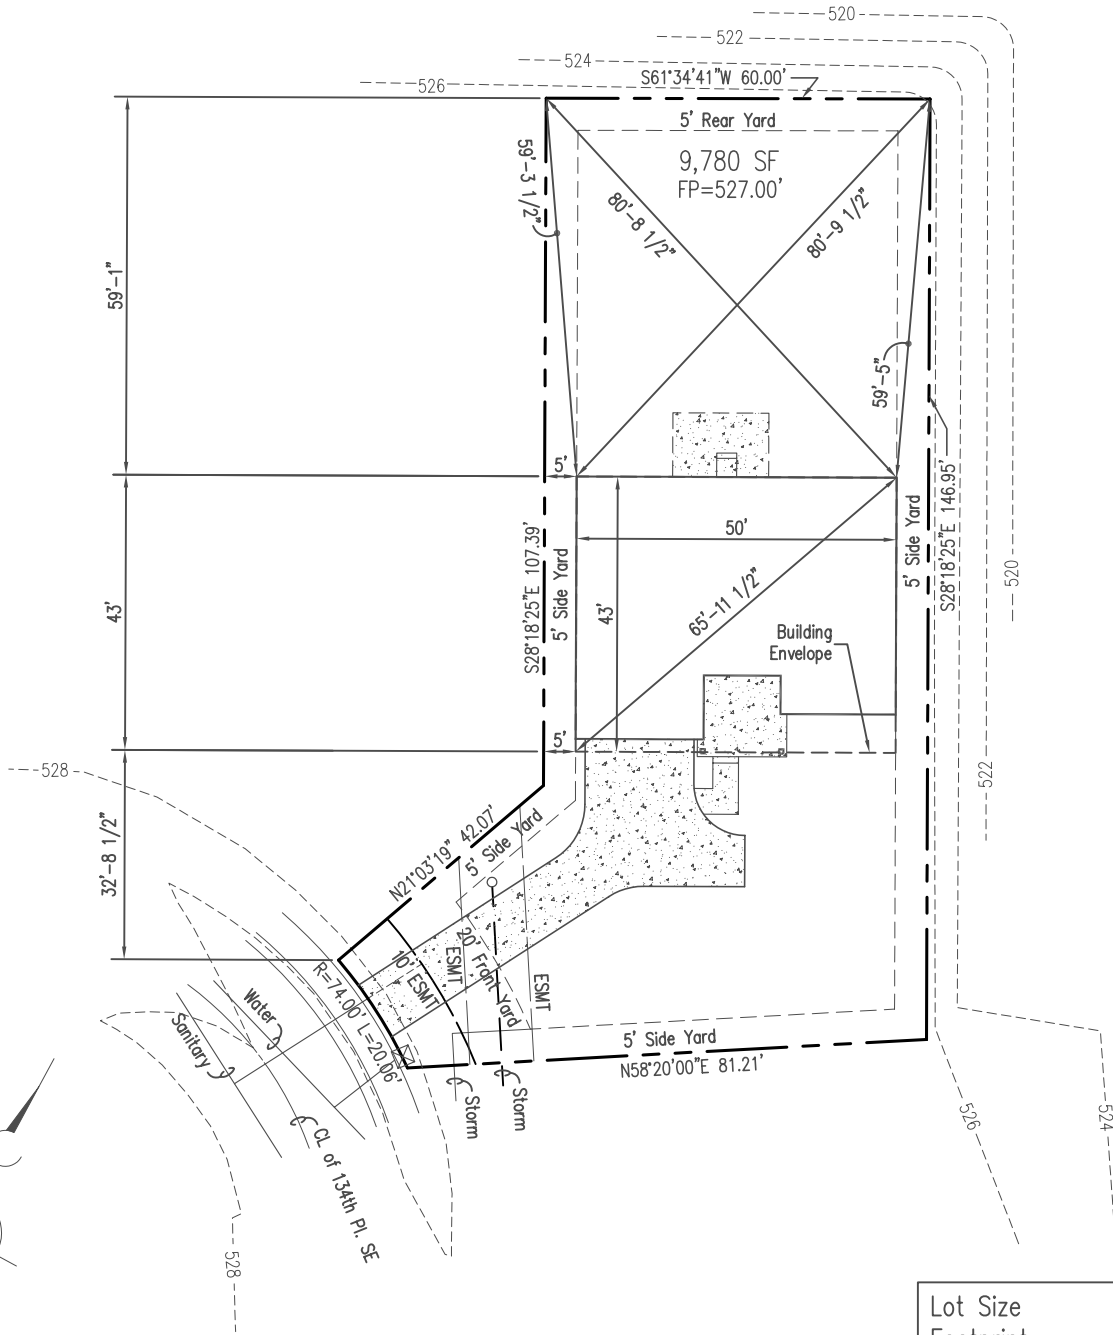 520
522
524
526
S61°34'41"W 60.00'
5' Rear Yard
9,780 SF
FP=527.00'
59'-3 1/2"
80'-8 1/2"
80'-9 1/2"
59'-1"
59'-5"
5'
S28°18'25"E 107.39'
5' Side Yard
50'
43'
43'
65'-11 1/2"
5' Side Yard
S28°18'25"E 146.95'
520
Building
Envelope
5'
528
522
32'-8 1/2"
N21°03'19" 42.07'
5' Side Yard
20' Front Yard
ESMT
ESMT
10' ESMT
R=74.00' L=20.06'
Water
Sanitary
5' Side Yard
N58°20'00"E 81.21'
Storm
Storm
CL of 134th Pl. SE
526
524
528
Lot Size